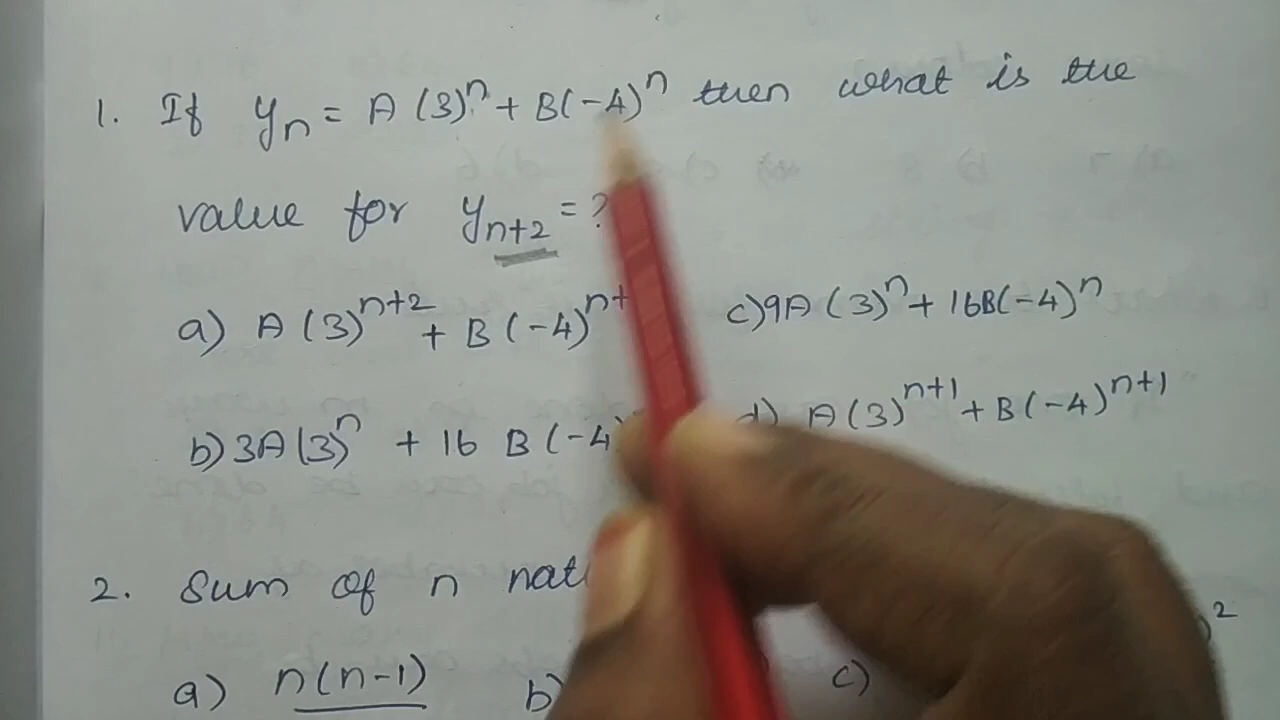 1. If yₙ = A(3)ⁿ + B(-4)ⁿ then what is the
value for yₙ₊₂ = ?
a) A(3)ⁿ⁺² + B(-4)ⁿ⁺ c) 9A(3)ⁿ + 16B(-4)ⁿ
b) 3A(3)ⁿ + 16 B(-4 d) A(3)ⁿ⁺¹ + B(-4)ⁿ⁺¹
2. Sum of n
a) n(n-1) b) c)